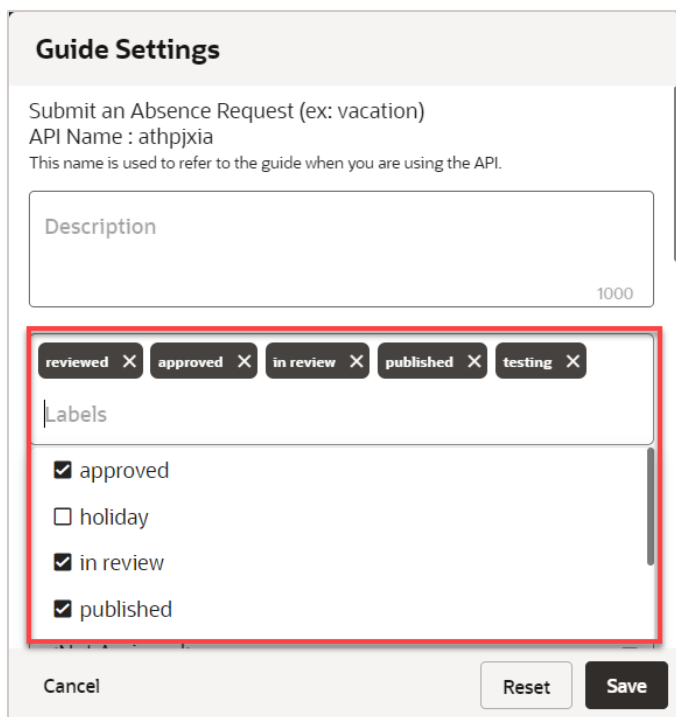 Guide Settings
Submit an Absence Request (ex: vacation)
API Name : athpjxia
This name is used to refer to the guide when you are using the API.
Description
1000
reviewed approved in review published testing
Labels
approved
holiday
in review
published
Cancel Reset Save